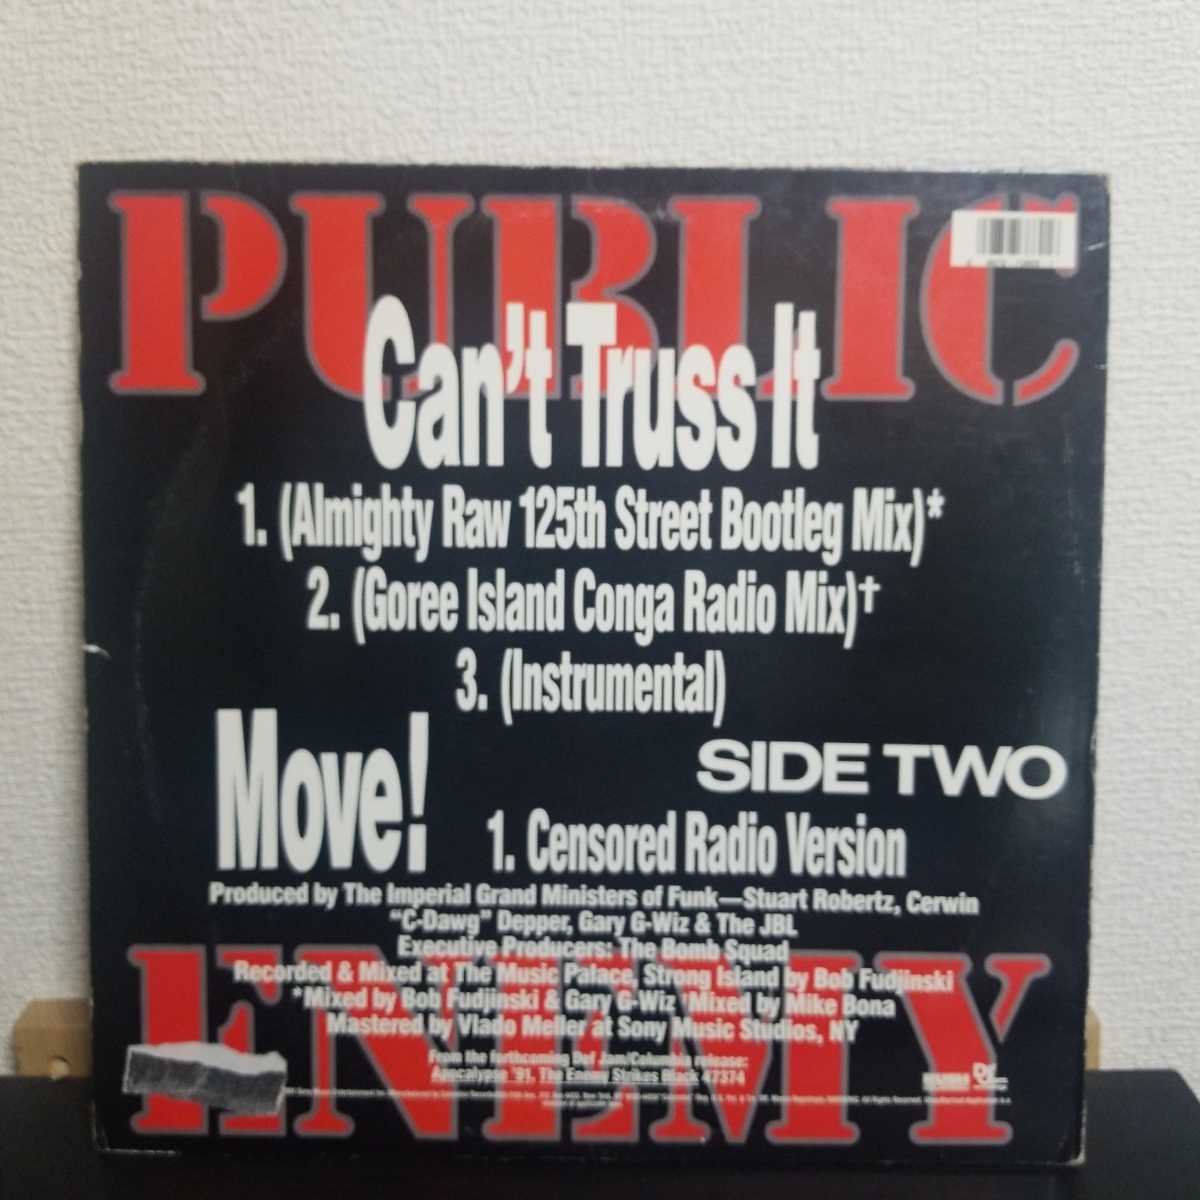 PUBLIC
Can't Truss It
1. (Almighty Raw 125th Street Bootleg Mix)*
2. (Goree Island Conga Radio Mix)†
3. (Instrumental)
Move!
SIDE TWO
1. Censored Radio Version
Produced by The Imperial Grand Ministers of Funk—Stuart Robertz, Cerwin
“C-Dawg” Depper, Gary G-Wiz & The JBL
Executive Producers: The Bomb Squad
Recorded & Mixed at The Music Palace, Strong Island by Bob Fudjinski
*Mixed by Bob Fudjinski & Gary G-Wiz †Mixed by Mike Bona
Mastered by Vlado Meller at Sony Music Studios, NY
From the forthcoming Def Jam/Columbia release:
Apocalypse '91, The Enemy Strikes Black 47374
ENEMY